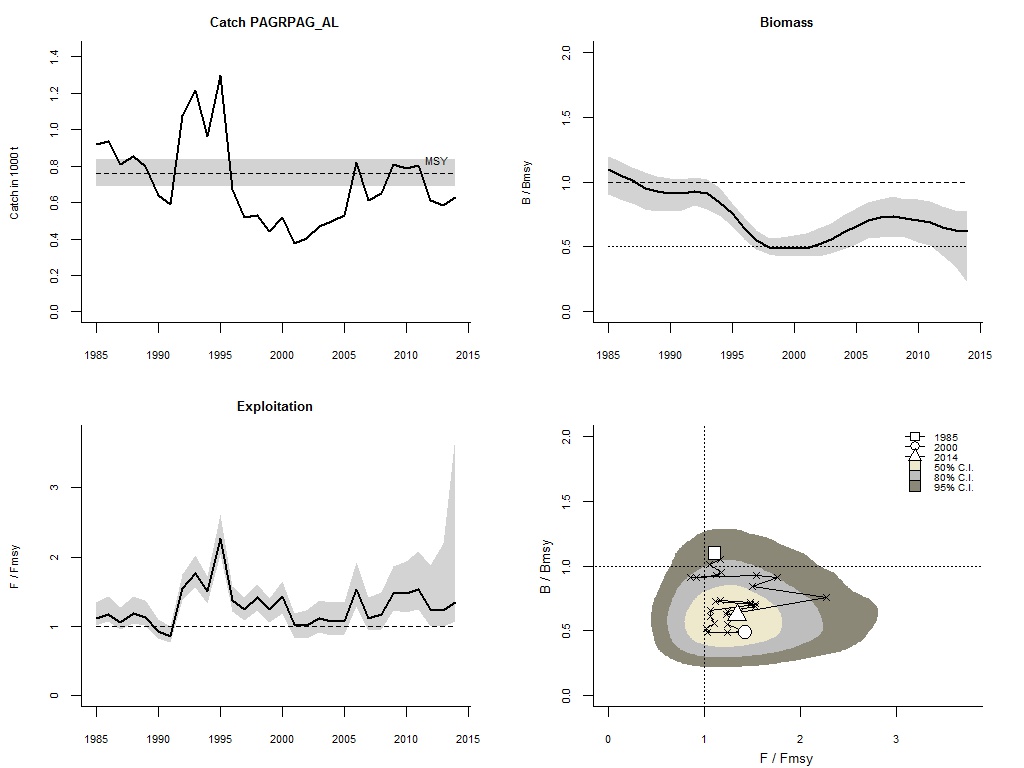 Catch PAGRPAG_AL
Catch in 1000 t
0.0 0.2 0.4 0.6 0.8 1.0 1.2 1.4
MSY
1985 1990 1995 2000 2005 2010 2015
Biomass
B / Bmsy
0.0 0.5 1.0 1.5 2.0
1985 1990 1995 2000 2005 2010 2015
Exploitation
F / Fmsy
0 1 2 3
1985 1990 1995 2000 2005 2010 2015
B / Bmsy
0.0 0.5 1.0 1.5 2.0
1985
2000
2014
50% C.I.
80% C.I.
95% C.I.
0 1 2 3
F / Fmsy